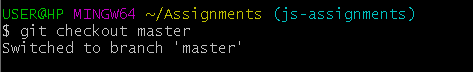 USER@HP MINGW64 ~/Assignments (js-assignments)
$ git checkout master
Switched to branch 'master'